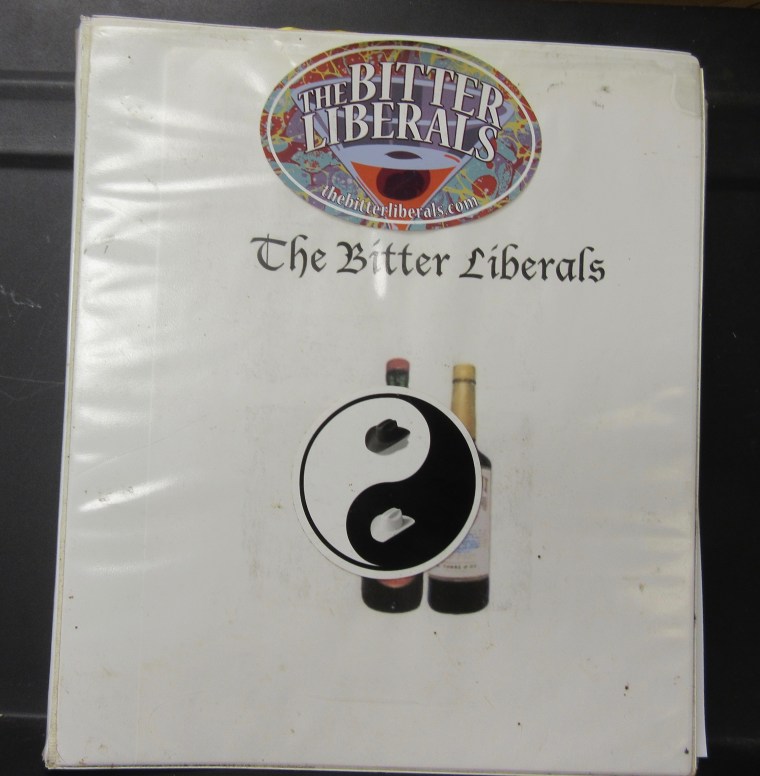 THE BITTER
LIBERALS
thebitterliberals.com
The Bitter Liberals